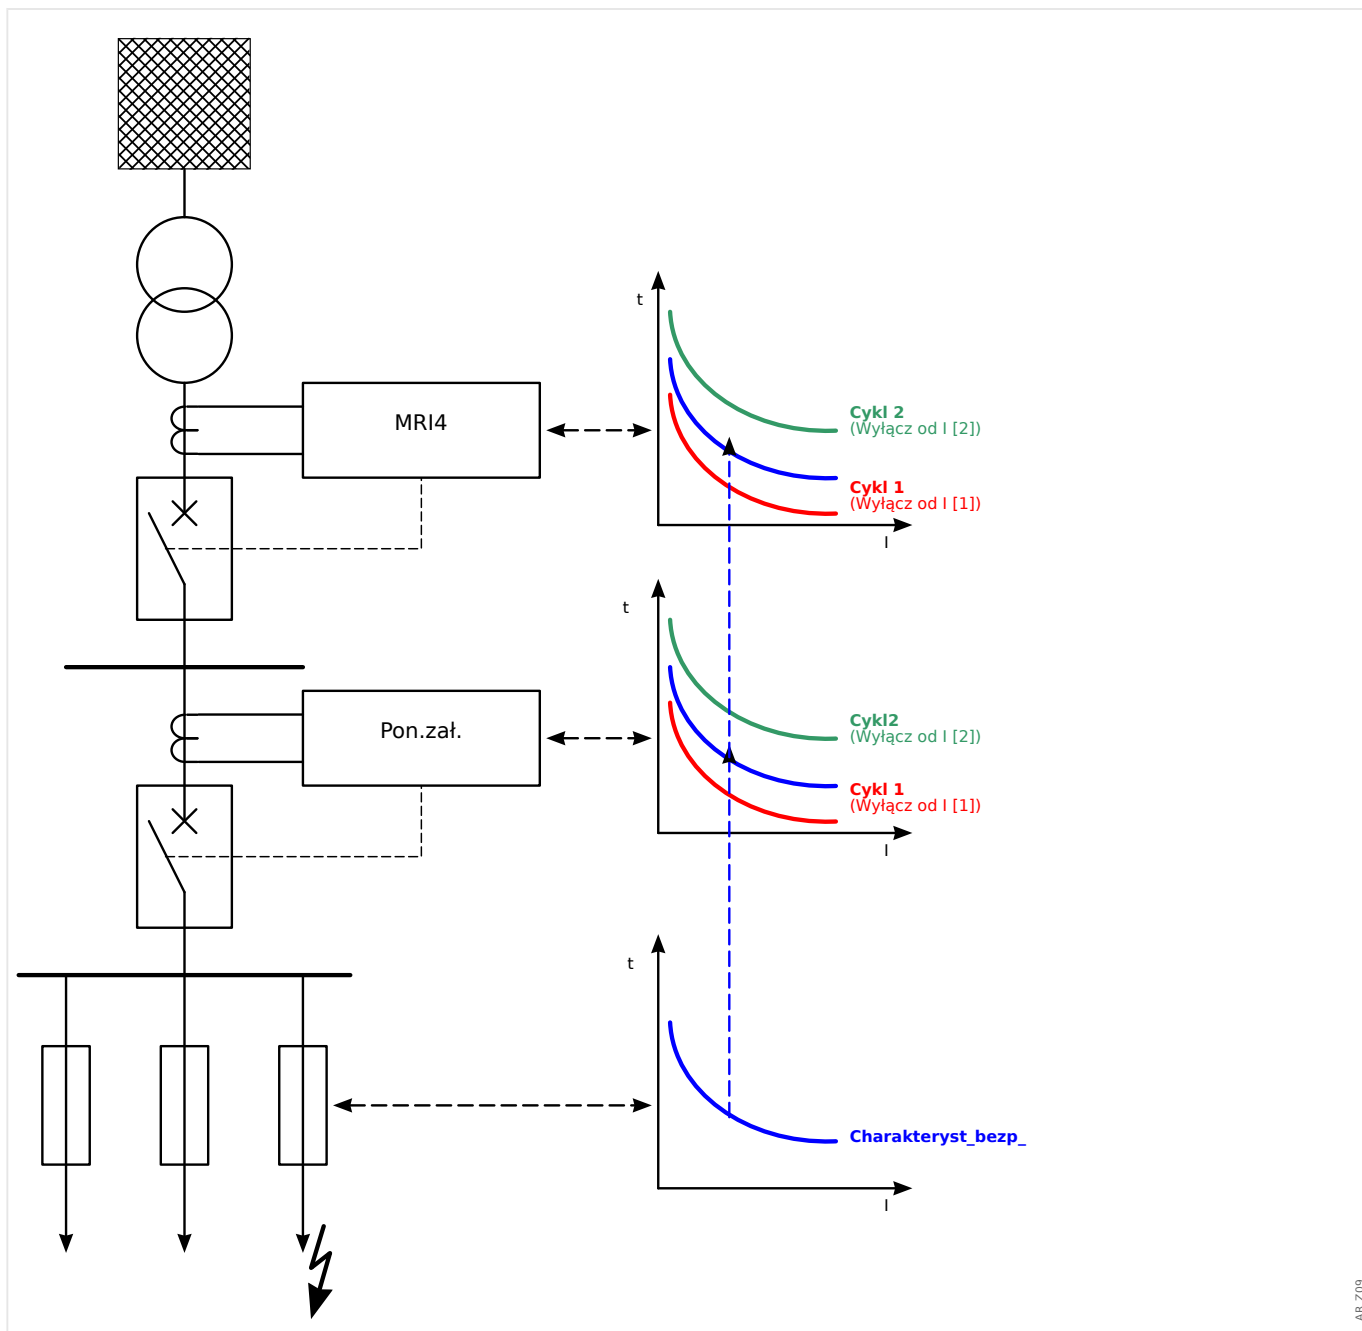 t
MRI4
Cykl 2
(Wyłącz od I [2])
Cykl 1
(Wyłącz od I [1])
I
t
Pon.zał.
Cykl2
(Wyłącz od I [2])
Cykl 1
(Wyłącz od I [1])
I
t
Charakteryst_bezp_
I
AR_Z09